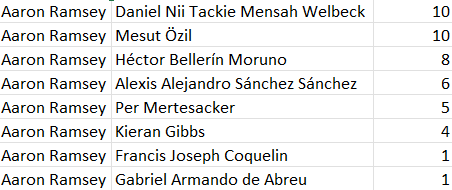 Aaron Ramsey Daniel Nii Tackie Mensah Welbeck 10
Aaron Ramsey Mesut Özil 10
Aaron Ramsey Héctor Bellerín Moruno 8
Aaron Ramsey Alexis Alejandro Sánchez Sánchez 6
Aaron Ramsey Per Mertesacker 5
Aaron Ramsey Kieran Gibbs 4
Aaron Ramsey Francis Joseph Coquelin 1
Aaron Ramsey Gabriel Armando de Abreu 1